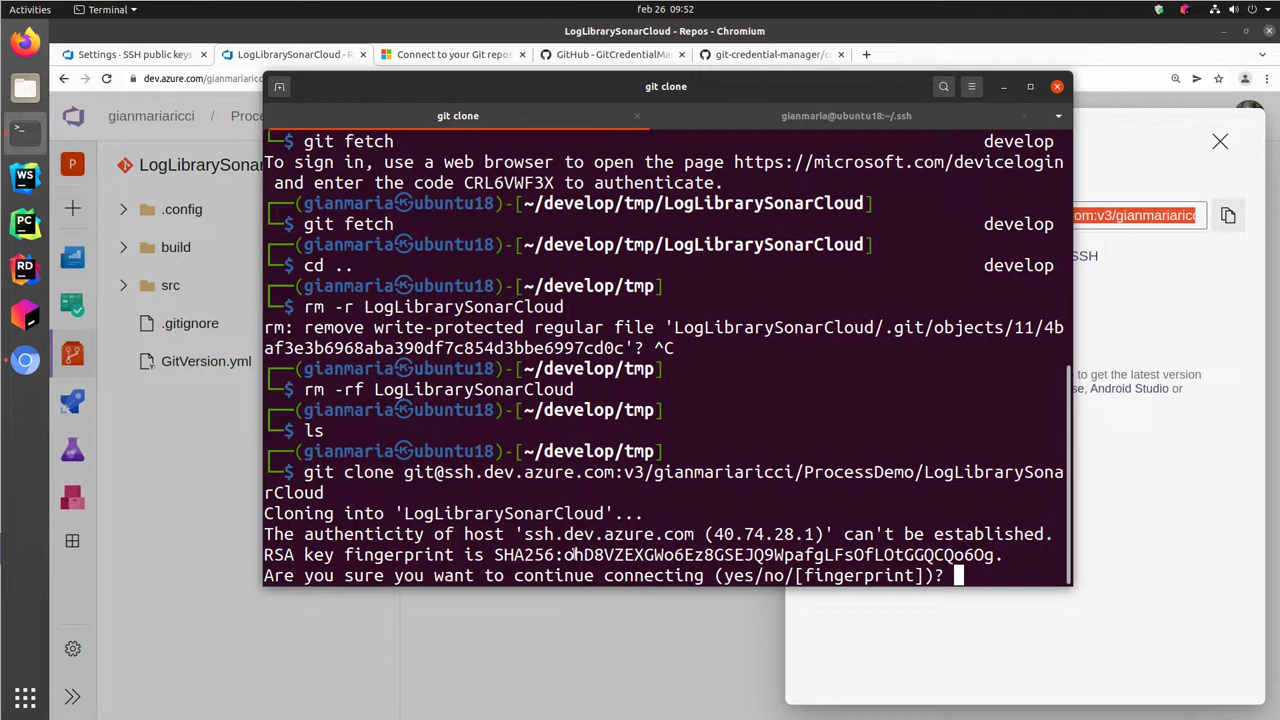 Activities
Terminal
feb 26 09:52
LogLibrarySonarCloud - Repos - Chromium
Settings · SSH public keys
LogLibrarySonarCloud - R
Connect to your Git repos
GitHub - GitCredentialMa
git-credential-manager/c
dev.azure.com/gianmariaricc
gianmariaricci
Proce
P
LogLibrarySonar
.config
build
src
.gitignore
GitVersion.yml
WS
PC
RD
git clone
git clone
gianmaria@ubuntu18:~/.ssh
$ git fetch develop
To sign in, use a web browser to open the page https://microsoft.com/devicelogin
and enter the code CRL6VWF3X to authenticate.
(gianmaria㉿ubuntu18)-[~/develop/tmp/LogLibrarySonarCloud]
$ git fetch develop
(gianmaria㉿ubuntu18)-[~/develop/tmp/LogLibrarySonarCloud]
$ cd .. develop
(gianmaria㉿ubuntu18)-[~/develop/tmp]
$ rm -r LogLibrarySonarCloud
rm: remove write-protected regular file 'LogLibrarySonarCloud/.git/objects/11/4b
af3e3b6968aba390df7c854d3bbe6997cd0c'? ^C
(gianmaria㉿ubuntu18)-[~/develop/tmp]
$ rm -rf LogLibrarySonarCloud
(gianmaria㉿ubuntu18)-[~/develop/tmp]
$ ls
(gianmaria㉿ubuntu18)-[~/develop/tmp]
$ git clone git@ssh.dev.azure.com:v3/gianmariaricci/ProcessDemo/LogLibrarySona
rCloud
Cloning into 'LogLibrarySonarCloud'...
The authenticity of host 'ssh.dev.azure.com (40.74.28.1)' can't be established.
RSA key fingerprint is SHA256:ohD8VZEXGWo6Ez8GSEJQ9WpafgLFsOfLOtGGQCQo6Og.
Are you sure you want to continue connecting (yes/no/[fingerprint])?
om:v3/gianmariaricc
SSH
to get the latest version
se, Android Studio or